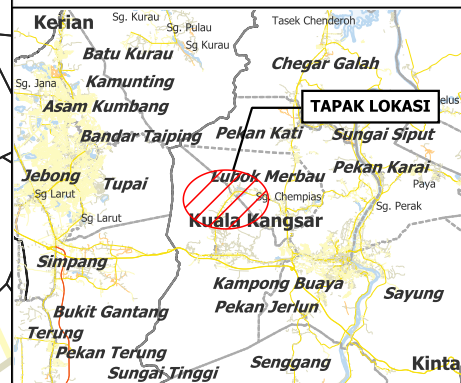 Kerian
Sg. Kurau
Sg. Pulau
Tasek Chenderoh
Batu Kurau
Sg Kurau
Chegar Galah
Sg. Jana
Kamunting
Asam Kumbang
TAPAK LOKASI
elus
Bandar Taiping
Pekan Kati
Sungai Siput
Jebong
Tupai
Lubok Merbau
Pekan Karai
Paya
Sg Larut
Sg. Chempias
Sg. Perak
Sg Larut
Kuala Kangsar
Simpang
Kampong Buaya
Sayung
Bukit Gantang
Pekan Jerlun
Terung
Pekan Terung
Senggang
Kinta
Sungai Tinggi